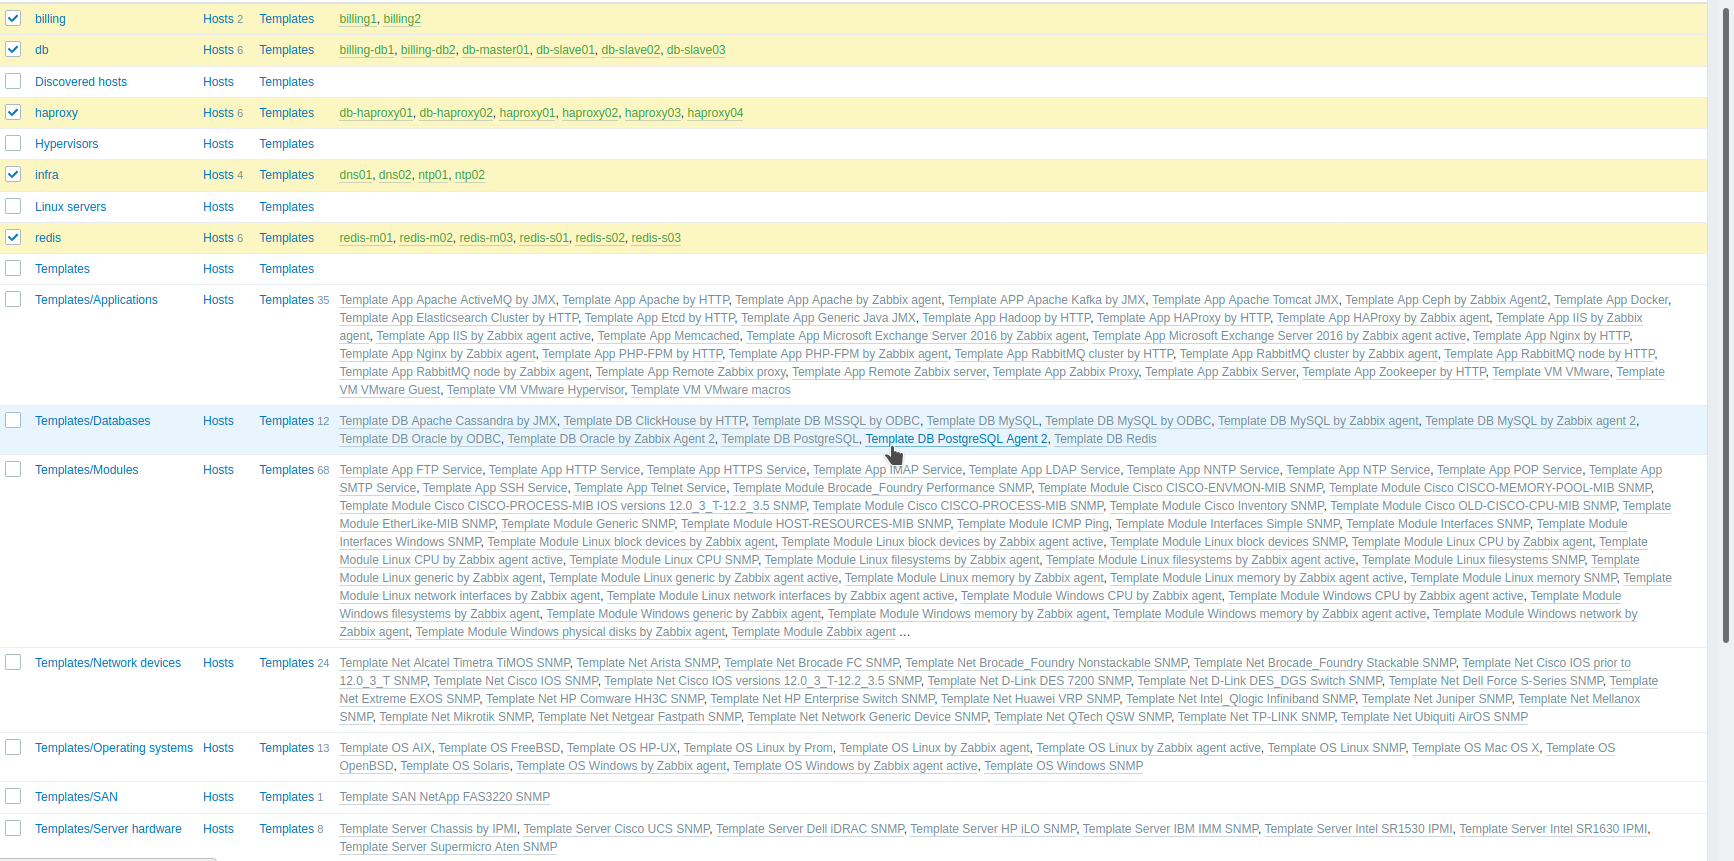 billing Hosts 2 Templates billing1, billing2
db Hosts 6 Templates billing-db1, billing-db2, db-master01, db-slave01, db-slave02, db-slave03
Discovered hosts Hosts Templates
haproxy Hosts 6 Templates db-haproxy01, db-haproxy02, haproxy01, haproxy02, haproxy03, haproxy04
Hypervisors Hosts Templates
infra Hosts 4 Templates dns01, dns02, ntp01, ntp02
Linux servers Hosts Templates
redis Hosts 6 Templates redis-m01, redis-m02, redis-m03, redis-s01, redis-s02, redis-s03
Templates Hosts Templates
Templates/Applications Hosts Templates 35 Template App Apache ActiveMQ by JMX, Template App Apache by HTTP, Template App Apache by Zabbix agent, Template APP Apache Kafka by JMX, Template App Apache Tomcat JMX, Template App Ceph by Zabbix Agent2, Template App Docker,
Template App Elasticsearch Cluster by HTTP, Template App Etcd by HTTP, Template App Generic Java JMX, Template App Hadoop by HTTP, Template App HAProxy by HTTP, Template App HAProxy by Zabbix agent, Template App IIS by Zabbix
agent, Template App IIS by Zabbix agent active, Template App Memcached, Template App Microsoft Exchange Server 2016 by Zabbix agent, Template App Microsoft Exchange Server 2016 by Zabbix agent active, Template App Nginx by HTTP,
Template App Nginx by Zabbix agent, Template App PHP-FPM by HTTP, Template App PHP-FPM by Zabbix agent, Template App RabbitMQ cluster by HTTP, Template App RabbitMQ cluster by Zabbix agent, Template App RabbitMQ node by HTTP,
Template App RabbitMQ node by Zabbix agent, Template App Remote Zabbix proxy, Template App Remote Zabbix server, Template App Zabbix Proxy, Template App Zabbix Server, Template App Zookeeper by HTTP, Template VM VMware, Template
VM VMware Guest, Template VM VMware Hypervisor, Template VM VMware macros
Templates/Databases Hosts Templates 12 Template DB Apache Cassandra by JMX, Template DB ClickHouse by HTTP, Template DB MSSQL by ODBC, Template DB MySQL, Template DB MySQL by ODBC, Template DB MySQL by Zabbix agent, Template DB MySQL by Zabbix agent 2,
Template DB Oracle by ODBC, Template DB Oracle by Zabbix Agent 2, Template DB PostgreSQL, Template DB PostgreSQL Agent 2, Template DB Redis
Templates/Modules Hosts Templates 68 Template App FTP Service, Template App HTTP Service, Template App HTTPS Service, Template App IMAP Service, Template App LDAP Service, Template App NNTP Service, Template App NTP Service, Template App POP Service, Template App
SMTP Service, Template App SSH Service, Template App Telnet Service, Template Module Brocade_Foundry Performance SNMP, Template Module Cisco CISCO-ENVMON-MIB SNMP, Template Module Cisco CISCO-MEMORY-POOL-MIB SNMP,
Template Module Cisco CISCO-PROCESS-MIB IOS versions 12.0_3_T-12.2_3.5 SNMP, Template Module Cisco CISCO-PROCESS-MIB SNMP, Template Module Cisco Inventory SNMP, Template Module Cisco OLD-CISCO-CPU-MIB SNMP, Template
Module EtherLike-MIB SNMP, Template Module Generic SNMP, Template Module HOST-RESOURCES-MIB SNMP, Template Module ICMP Ping, Template Module Interfaces Simple SNMP, Template Module Interfaces SNMP, Template Module
Interfaces Windows SNMP, Template Module Linux block devices by Zabbix agent, Template Module Linux block devices by Zabbix agent active, Template Module Linux block devices SNMP, Template Module Linux CPU by Zabbix agent, Template
Module Linux CPU by Zabbix agent active, Template Module Linux CPU SNMP, Template Module Linux filesystems by Zabbix agent, Template Module Linux filesystems by Zabbix agent active, Template Module Linux filesystems SNMP, Template
Module Linux generic by Zabbix agent, Template Module Linux generic by Zabbix agent active, Template Module Linux memory by Zabbix agent, Template Module Linux memory by Zabbix agent active, Template Module Linux memory SNMP, Template
Module Linux network interfaces by Zabbix agent, Template Module Linux network interfaces by Zabbix agent active, Template Module Windows CPU by Zabbix agent, Template Module Windows CPU by Zabbix agent active, Template Module
Windows filesystems by Zabbix agent, Template Module Windows generic by Zabbix agent, Template Module Windows memory by Zabbix agent, Template Module Windows memory by Zabbix agent active, Template Module Windows network by
Zabbix agent, Template Module Windows physical disks by Zabbix agent, Template Module Zabbix agent ...
Templates/Network devices Hosts Templates 24 Template Net Alcatel Timetra TiMOS SNMP, Template Net Arista SNMP, Template Net Brocade FC SNMP, Template Net Brocade_Foundry Nonstackable SNMP, Template Net Brocade_Foundry Stackable SNMP, Template Net Cisco IOS prior to
12.0_3_T SNMP, Template Net Cisco IOS SNMP, Template Net Cisco IOS versions 12.0_3_T-12.2_3.5 SNMP, Template Net D-Link DES 7200 SNMP, Template Net D-Link DES_DGS Switch SNMP, Template Net Dell Force S-Series SNMP, Template
Net Extreme EXOS SNMP, Template Net HP Comware HH3C SNMP, Template Net HP Enterprise Switch SNMP, Template Net Huawei VRP SNMP, Template Net Intel_Qlogic Infiniband SNMP, Template Net Juniper SNMP, Template Net Mellanox
SNMP, Template Net Mikrotik SNMP, Template Net Netgear Fastpath SNMP, Template Net Network Generic Device SNMP, Template Net QTech QSW SNMP, Template Net TP-LINK SNMP, Template Net Ubiquiti AirOS SNMP
Templates/Operating systems Hosts Templates 13 Template OS AIX, Template OS FreeBSD, Template OS HP-UX, Template OS Linux by Prom, Template OS Linux by Zabbix agent, Template OS Linux by Zabbix agent active, Template OS Linux SNMP, Template OS Mac OS X, Template OS
OpenBSD, Template OS Solaris, Template OS Windows by Zabbix agent, Template OS Windows by Zabbix agent active, Template OS Windows SNMP
Templates/SAN Hosts Templates 1 Template SAN NetApp FAS3220 SNMP
Templates/Server hardware Hosts Templates 8 Template Server Chassis by IPMI, Template Server Cisco UCS SNMP, Template Server Dell iDRAC SNMP, Template Server HP iLO SNMP, Template Server IBM IMM SNMP, Template Server Intel SR1530 IPMI, Template Server Intel SR1630 IPMI,
Template Server Supermicro Aten SNMP